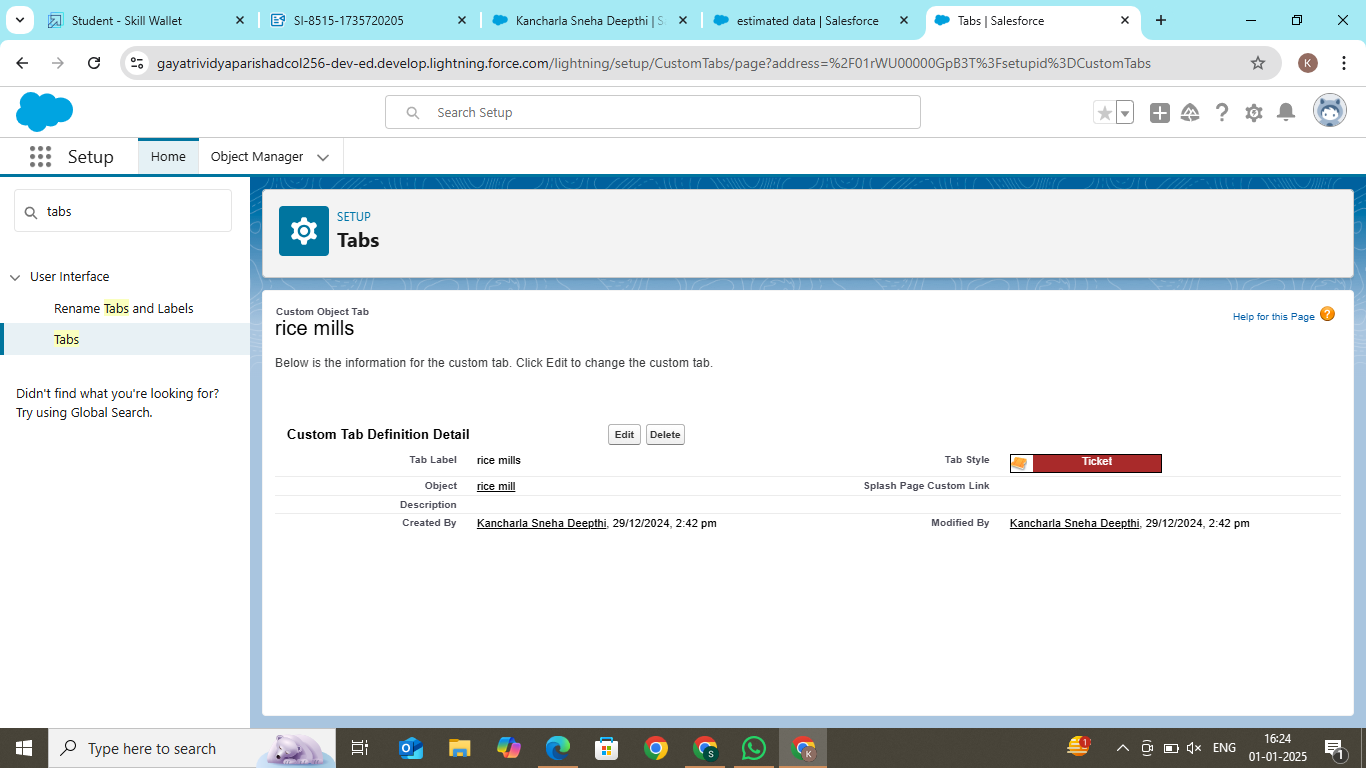 Student - Skill Wallet
SI-8515-1735720205
Kancharla Sneha Deepthi | S
estimated data | Salesforce
Tabs | Salesforce
gayatrividyaparishadcol256-dev-ed.develop.lightning.force.com/lightning/setup/CustomTabs/page?address=%2F01rWU00000GpB3T%3Fsetupid%3DCustomTabs
K
Search Setup
Setup
Home
Object Manager
tabs
User Interface
Rename Tabs and Labels
Tabs
Didn't find what you're looking for?
Try using Global Search.
SETUP
Tabs
Custom Object Tab
rice mills
Help for this Page ?
Below is the information for the custom tab. Click Edit to change the custom tab.
Custom Tab Definition Detail
Edit
Delete
Tab Label rice mills
Tab Style Ticket
Object rice mill
Splash Page Custom Link
Description
Created By Kancharla Sneha Deepthi, 29/12/2024, 2:42 pm
Modified By Kancharla Sneha Deepthi, 29/12/2024, 2:42 pm
Type here to search
S
K
1
ENG
16:24
01-01-2025
1